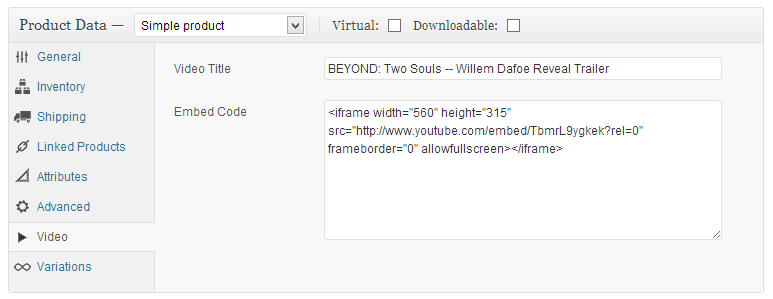 Product Data — Simple product Virtual: Downloadable:
General
Inventory
Shipping
Linked Products
Attributes
Advanced
Video
Variations
Video Title BEYOND: Two Souls -- Willem Dafoe Reveal Trailer
Embed Code <iframe width="560" height="315"
src="http://www.youtube.com/embed/TbmrL9ygkek?rel=0"
frameborder="0" allowfullscreen></iframe>